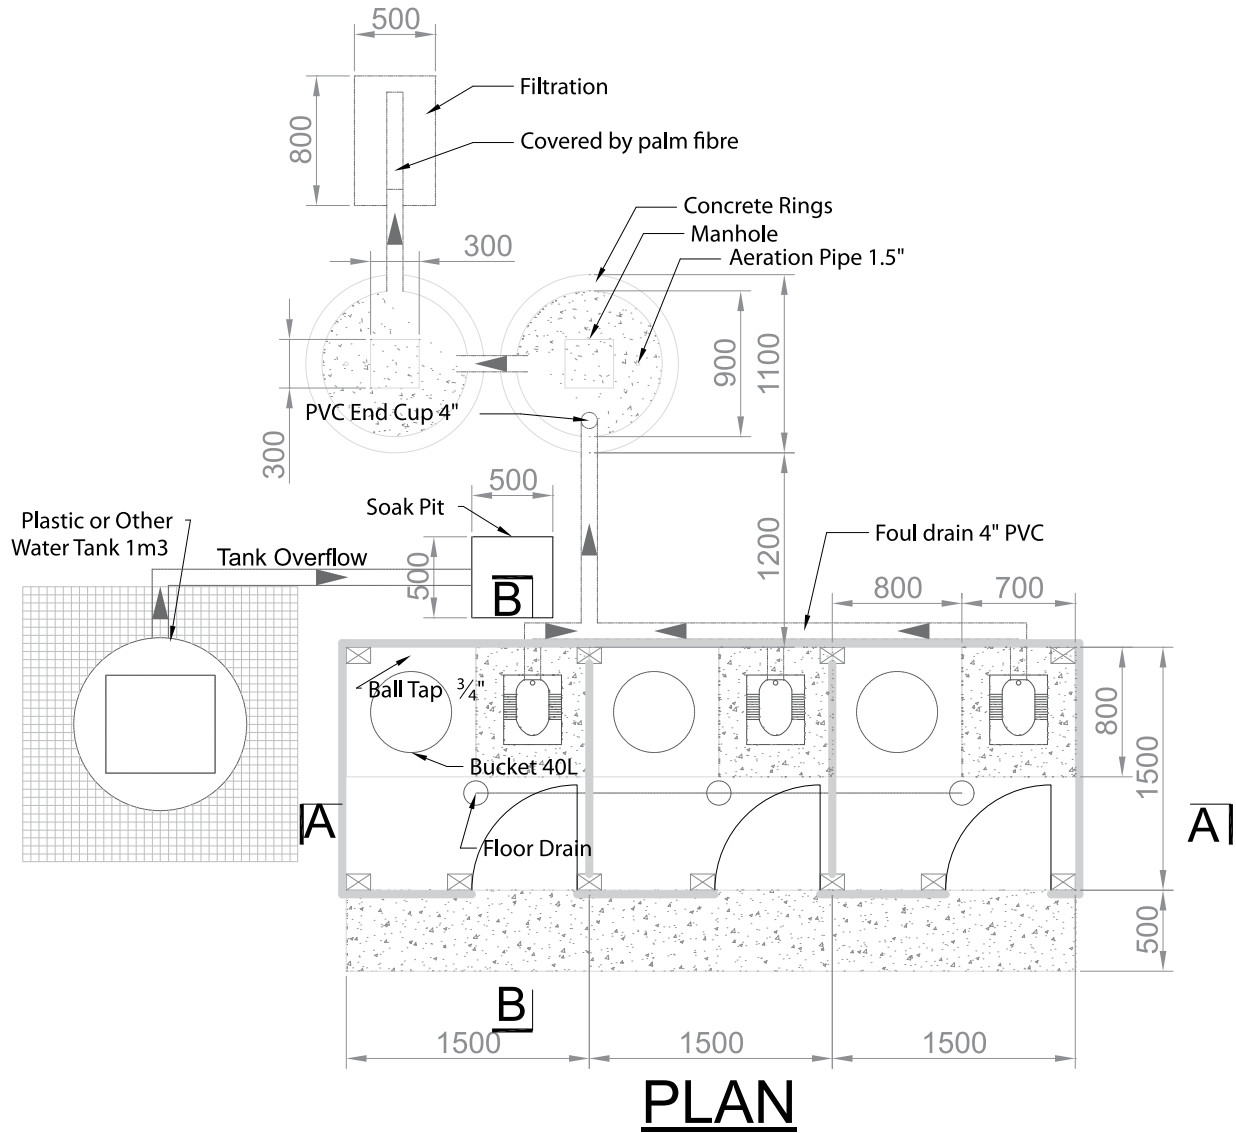 500
Filtration
800
Covered by palm fibre
Concrete Rings
Manhole
300
Aeration Pipe 1.5"
900
1100
PVC End Cup 4"
300
500
Soak Pit
Plastic or Other
Water Tank 1m3
Tank Overflow
500
B
1200
Foul drain 4" PVC
800
700
Ball Tap ¾"
800
1500
Bucket 40L
A
A
Floor Drain
500
B
1500
1500
1500
PLAN